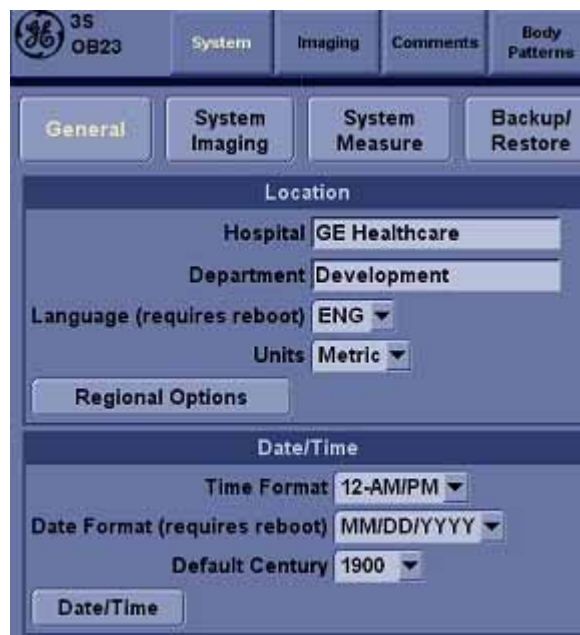 3S
OB23
System
Imaging
Comments
Body
Patterns
General
System
Imaging
System
Measure
Backup/
Restore
Location
Hospital GE Healthcare
Department Development
Language (requires reboot) ENG
Units Metric
Regional Options
Date/Time
Time Format 12-AM/PM
Date Format (requires reboot) MM/DD/YYYY
Default Century 1900
Date/Time